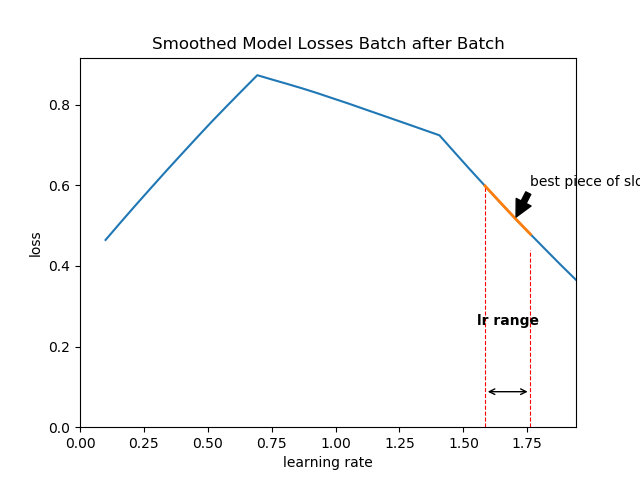 Smoothed Model Losses Batch after Batch
0.8
best piece of slo
0.6
loss
0.4
lr range
0.2
0.0
0.00 0.25 0.50 0.75 1.00 1.25 1.50 1.75
learning rate